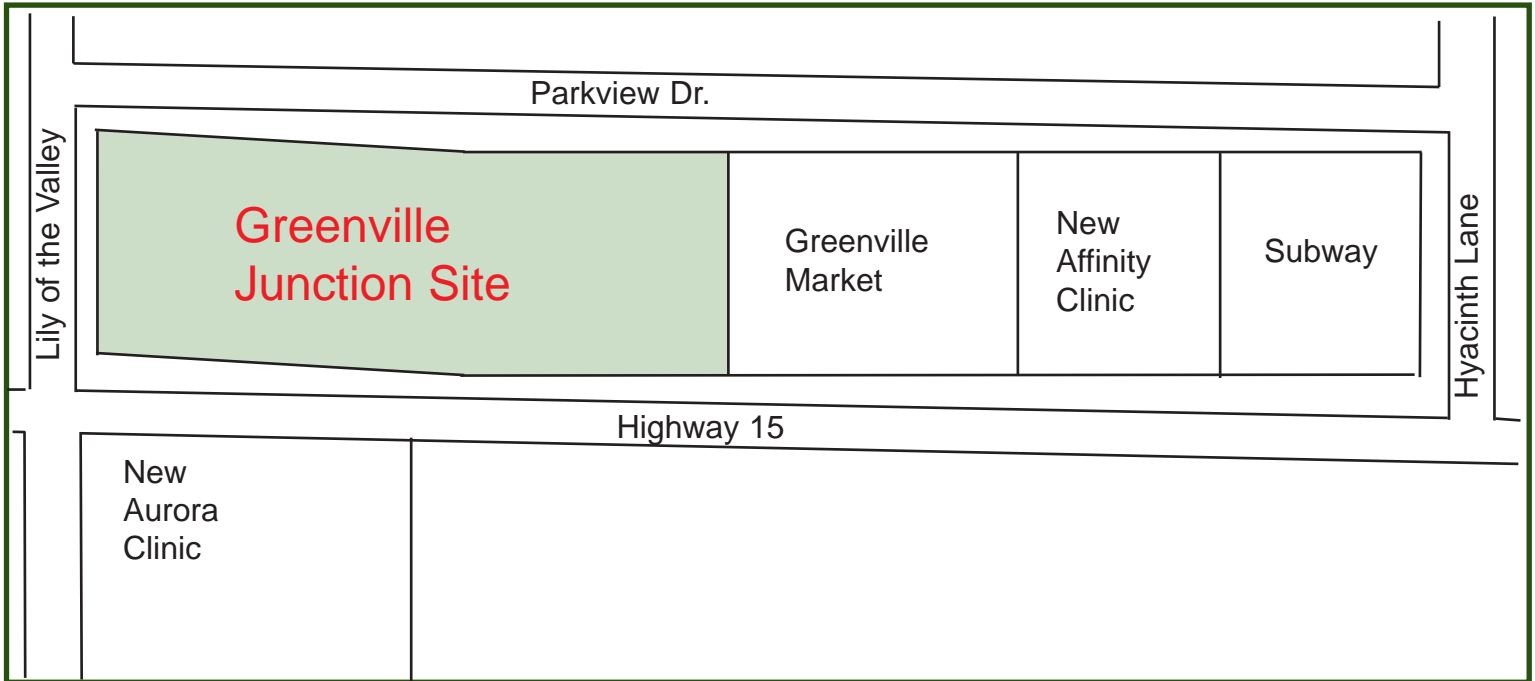 Parkview Dr.
Lily of the Valley
Greenville
Junction Site
Greenville
Market
New
Affinity
Clinic
Subway
Hyacinth Lane
Highway 15
New
Aurora
Clinic